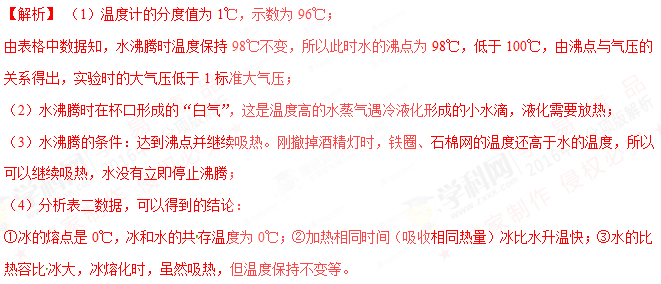 【解析】（1）温度计的分度值为 1℃，示数为 96℃；
由表格中数据知，水沸腾时温度保持 98℃不变，所以此时水的沸点为 98℃，低于 100℃，由沸点与气压的
关系得出，实验时的大气压低于 1 标准大气压；
（2）水沸腾时在杯口形成的“白气”，这是温度高的水蒸气遇冷液化形成的小水滴，液化需要放热；
（3）水沸腾的条件：达到沸点并继续吸热。刚撤掉酒精灯时，铁圈、石棉网的温度还高于水的温度，所以
可以继续吸热，水没有立即停止沸腾；
（4）分析表二数据，可以得到的结论：
①冰的熔点是 0℃，冰和水的共存温度为 0℃；②加热相同时间（吸收相同热量）冰比水升温快；③水的比
热容比冰大，冰熔化时，虽然吸热，但温度保持不变等。